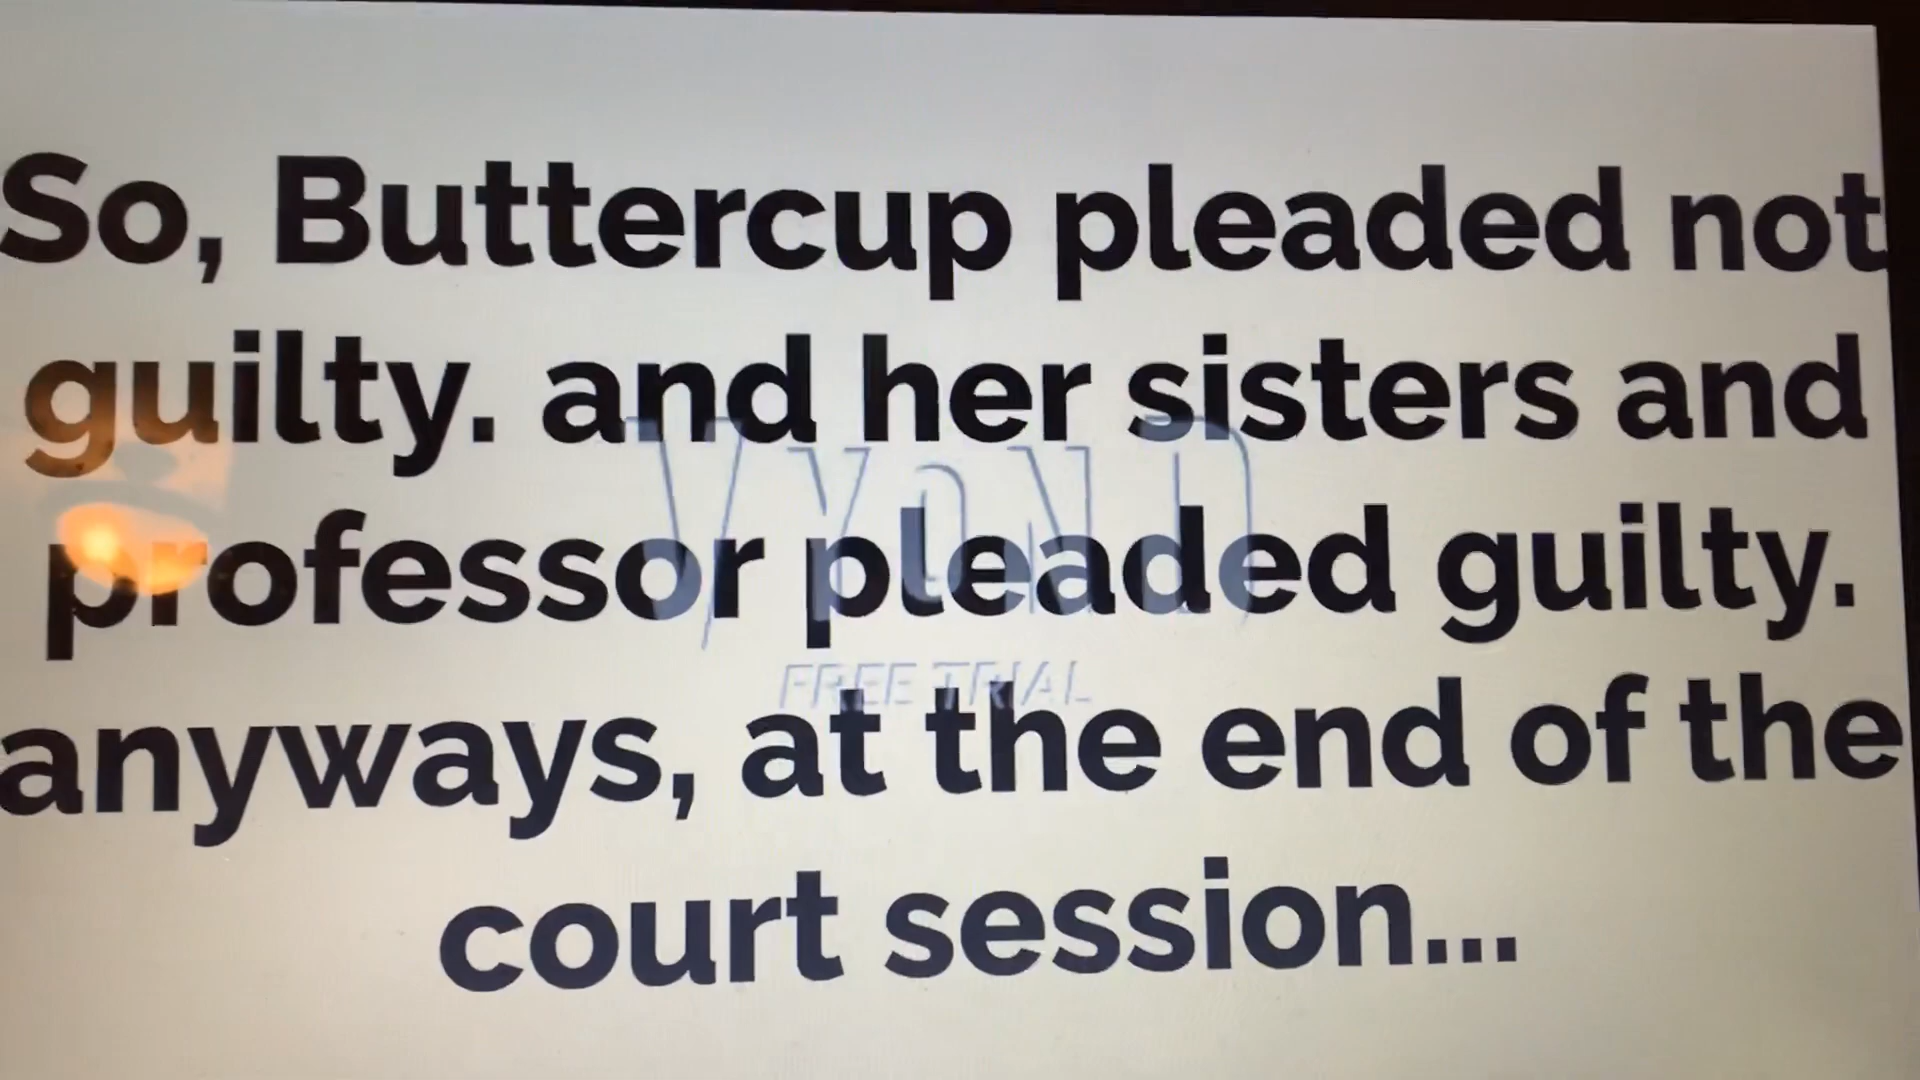 So, Buttercup pleaded not
guilty. and her sisters and
professor pleaded guilty.
anyways, at the end of the
court session...
VYOND
FREE TRIAL